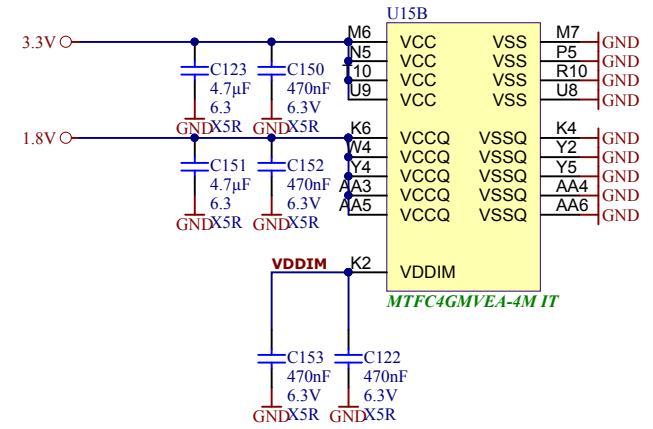 U15B
3.3V
M6 VCC VSS M7 GND
N5 VCC VSS P5 GND
T10 VCC VSS R10 GND
U9 VCC VSS U8 GND
C123
4.7µF
6.3
X5R
GND
C150
470nF
6.3V
X5R
GND
1.8V
K6 VCCQ VSSQ K4 GND
W4 VCCQ VSSQ Y2 GND
Y4 VCCQ VSSQ Y5 GND
AA3 VCCQ VSSQ AA4 GND
AA5 VCCQ VSSQ AA6 GND
C151
4.7µF
6.3
X5R
GND
C152
470nF
6.3V
X5R
GND
VDDIM K2 VDDIM
MTFC4GMVEA-4M IT
C153
470nF
6.3V
X5R
GND
C122
470nF
6.3V
X5R
GND